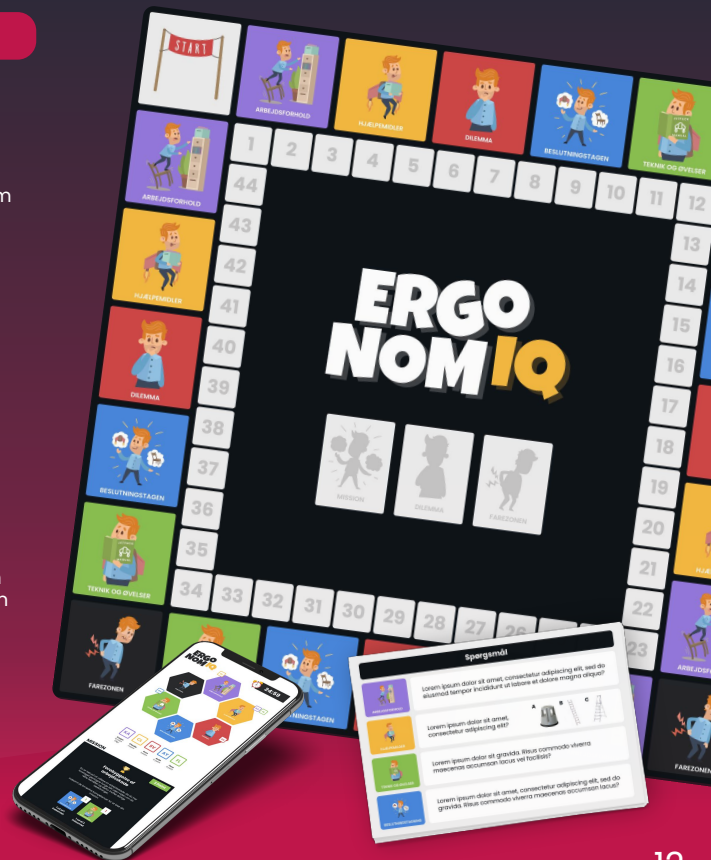 START
ARBEJDSFORHOLD
HJÆLPEMIDLER
DILEMMA
BESLUTNINGSTAGEN
TEKNIK OG ØVELSER
ARBEJDSFORHOLD
1 2 3 4 5 6 7 8 9 10 11 12
44
43
42
41
40
39
38
37
36
35
34 33 32 31 30 29 28 27 26
13
14
15
16
17
18
19
20
21
22
23
HJÆLPEMIDLER
DILEMMA
BESLUTNINGSTAGEN
TEKNIK OG ØVELSER
FAREZONEN
ERGO
NOM IQ
MISSION
DILEMMA
FAREZONEN
FAREZONEN
ERGO
NOM IQ
24:59
MISSION
Spørgsmål
Lorem ipsum dolor sit amet, consectetur adipiscing elit, sed do
eiusmod tempor incididunt ut labore et dolore magna aliqua?
Lorem ipsum dolor sit amet,
consectetur adipiscing elit?
A B C
Lorem ipsum dolor sit gravida. Risus commodo viverra
maecenas accumsan lacus vel facilisis?
Lorem ipsum dolor sit amet, consectetur adipiscing elit, sed do
gravida. Risus commodo viverra maecenas accumsan lacus?